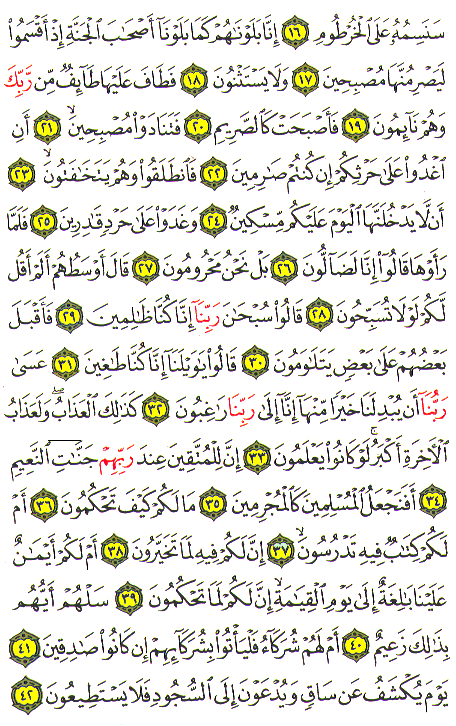 سَنَسِمُهُۥ عَلَى ٱلْخُرْطُومِ ١٦ إِنَّا بَلَوْنَٰهُمْ كَمَا بَلَوْنَآ أَصْحَٰبَ ٱلْجَنَّةِ إِذْ أَقْسَمُوا۟
لَيَصْرِمُنَّهَا مُصْبِحِينَ ١٧ وَلَا يَسْتَثْنُونَ ١٨ فَطَافَ عَلَيْهَا طَآئِفٌ مِّن رَّبِّكَ
وَهُمْ نَآئِمُونَ ١٩ فَأَصْبَحَتْ كَٱلصَّرِيمِ ٢٠ فَتَنَادَوْا۟ مُصْبِحِينَ ٢١ أَنِ
ٱغْدُوا۟ عَلَىٰ حَرْثِكُمْ إِن كُنتُمْ صَٰرِمِينَ ٢٢ فَٱنطَلَقُوا۟ وَهُمْ يَتَخَٰفَتُونَ ٢٣
أَن لَّا يَدْخُلَنَّهَا ٱلْيَوْمَ عَلَيْكُم مِّسْكِينٌ ٢٤ وَغَدَوْا۟ عَلَىٰ حَرْدٍ قَٰدِرِينَ ٢٥ فَلَمَّا
رَأَوْهَا قَالُوٓا۟ إِنَّا لَضَآلُّونَ ٢٦ بَلْ نَحْنُ مَحْرُومُونَ ٢٧ قَالَ أَوْسَطُهُمْ أَلَمْ أَقُل
لَّكُمْ لَوْلَا تُسَبِّحُونَ ٢٨ قَالُوا۟ سُبْحَٰنَ رَبِّنَآ إِنَّا كُنَّا ظَٰلِمِينَ ٢٩ فَأَقْبَلَ
بَعْضُهُمْ عَلَىٰ بَعْضٍ يَتَلَٰوَمُونَ ٣٠ قَالُوا۟ يَٰوَيْلَنَآ إِنَّا كُنَّا طَٰغِينَ ٣١ عَسَىٰ
رَبُّنَآ أَن يُبْدِلَنَا خَيْرًا مِّنْهَآ إِنَّآ إِلَىٰ رَبِّنَا رَٰغِبُونَ ٣٢ كَذَٰلِكَ ٱلْعَذَابُ ۖ وَلَعَذَابُ
ٱلْءَاخِرَةِ أَكْبَرُ ۚ لَوْ كَانُوا۟ يَعْلَمُونَ ٣٣ إِنَّ لِلْمُتَّقِينَ عِندَ رَبِّهِمْ جَنَّٰتِ ٱلنَّعِيمِ
٣٤ أَفَنَجْعَلُ ٱلْمُسْلِمِينَ كَٱلْمُجْرِمِينَ ٣٥ مَا لَكُمْ كَيْفَ تَحْكُمُونَ ٣٦ أَمْ
لَكُمْ كِتَٰبٌ فِيهِ تَدْرُسُونَ ٣٧ إِنَّ لَكُمْ فِيهِ لَمَا تَخَيَّرُونَ ٣٨ أَمْ لَكُمْ أَيْمَٰنٌ
عَلَيْنَا بَٰلِغَةٌ إِلَىٰ يَوْمِ ٱلْقِيَٰمَةِ ۙ إِنَّ لَكُمْ لَمَا تَحْكُمُونَ ٣٩ سَلْهُمْ أَيُّهُم
بِذَٰلِكَ زَعِيمٌ ٤٠ أَمْ لَهُمْ شُرَكَآءُ فَلْيَأْتُوا۟ بِشُرَكَآئِهِمْ إِن كَانُوا۟ صَٰدِقِينَ ٤١
يَوْمَ يُكْشَفُ عَن سَاقٍ وَيُدْعَوْنَ إِلَى ٱلسُّجُودِ فَلَا يَسْتَطِيعُونَ ٤٢